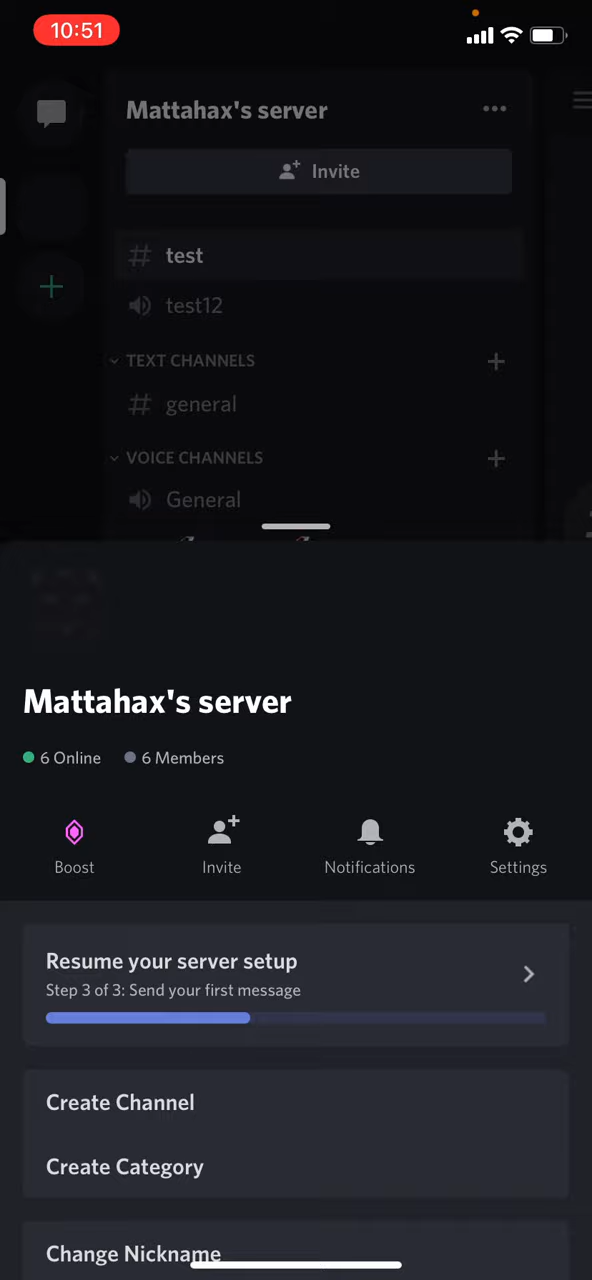 10:51
Mattahax's server
Invite
test
test12
TEXT CHANNELS
general
VOICE CHANNELS
General
Mattahax's server
6 Online 6 Members
Boost Invite Notifications Settings
Resume your server setup
Step 3 of 3: Send your first message
Create Channel
Create Category
Change Nickname